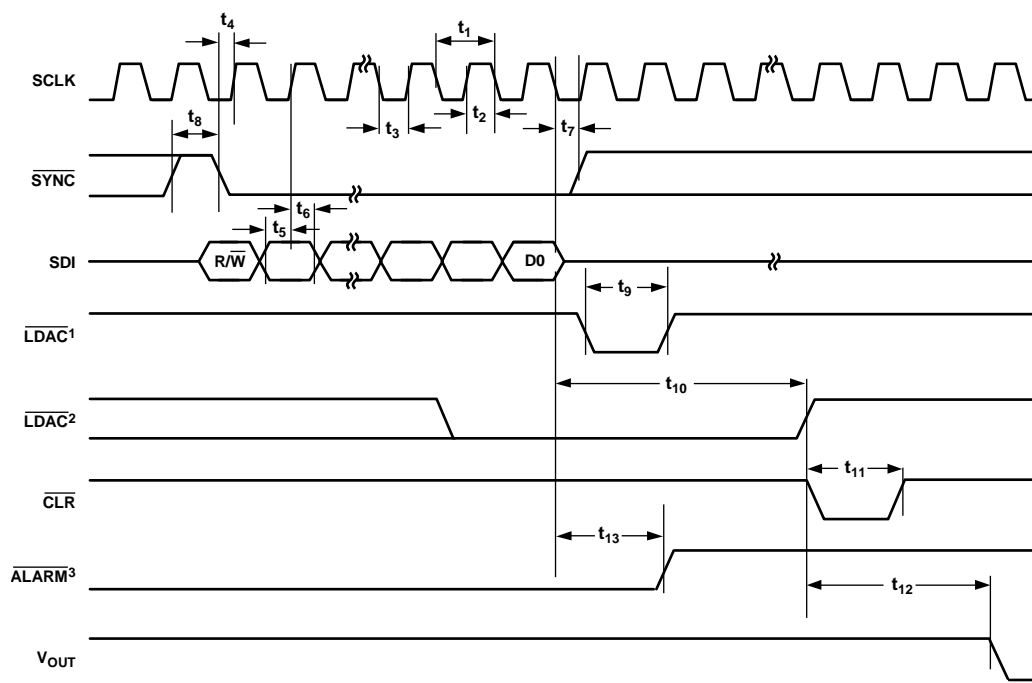 t4
t1
SCLK
t8
t3
t2
t7
SYNC
t6
t5
SDI
R/W
D0
t9
LDAC1
t10
LDAC2
t11
CLR
t13
ALARM3
t12
VOUT